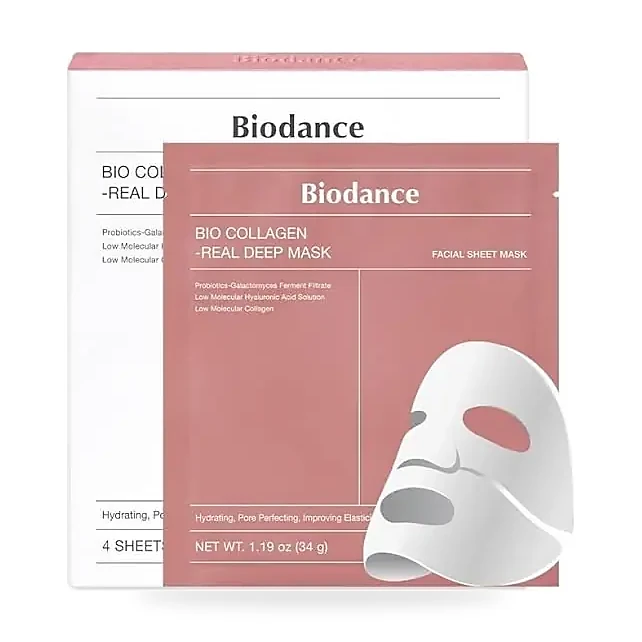 Biodance
Biodance
BIO COL
-REAL D
Probiotics-Gala
Low Molecular
Low Molecular
Hydrating, Po
4 SHEETS
Biodance
BIO COLLAGEN
-REAL DEEP MASK
FACIAL SHEET MASK
Probiotics-Galactomyces Ferment Filtrate
Low Molecular Hyaluronic Acid Solution
Low Molecular Collagen
Hydrating, Pore Perfecting, Improving Elastici
NET WT. 1.19 oz (34 g)